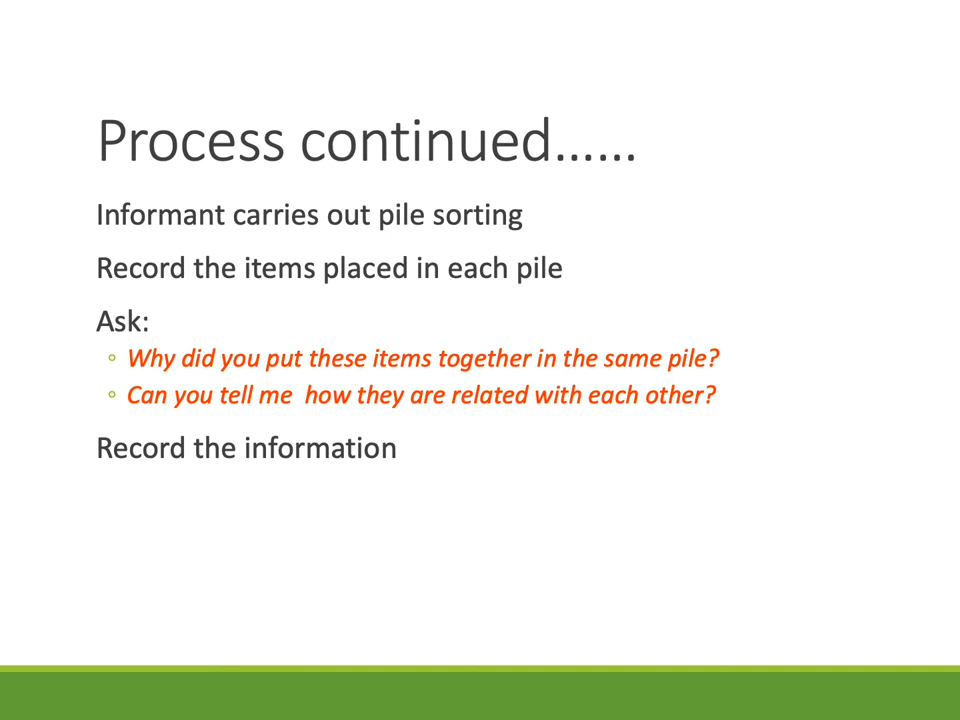 Process continued……
Informant carries out pile sorting
Record the items placed in each pile
Ask:
◦ Why did you put these items together in the same pile?
◦ Can you tell me  how they are related with each other?
Record the information